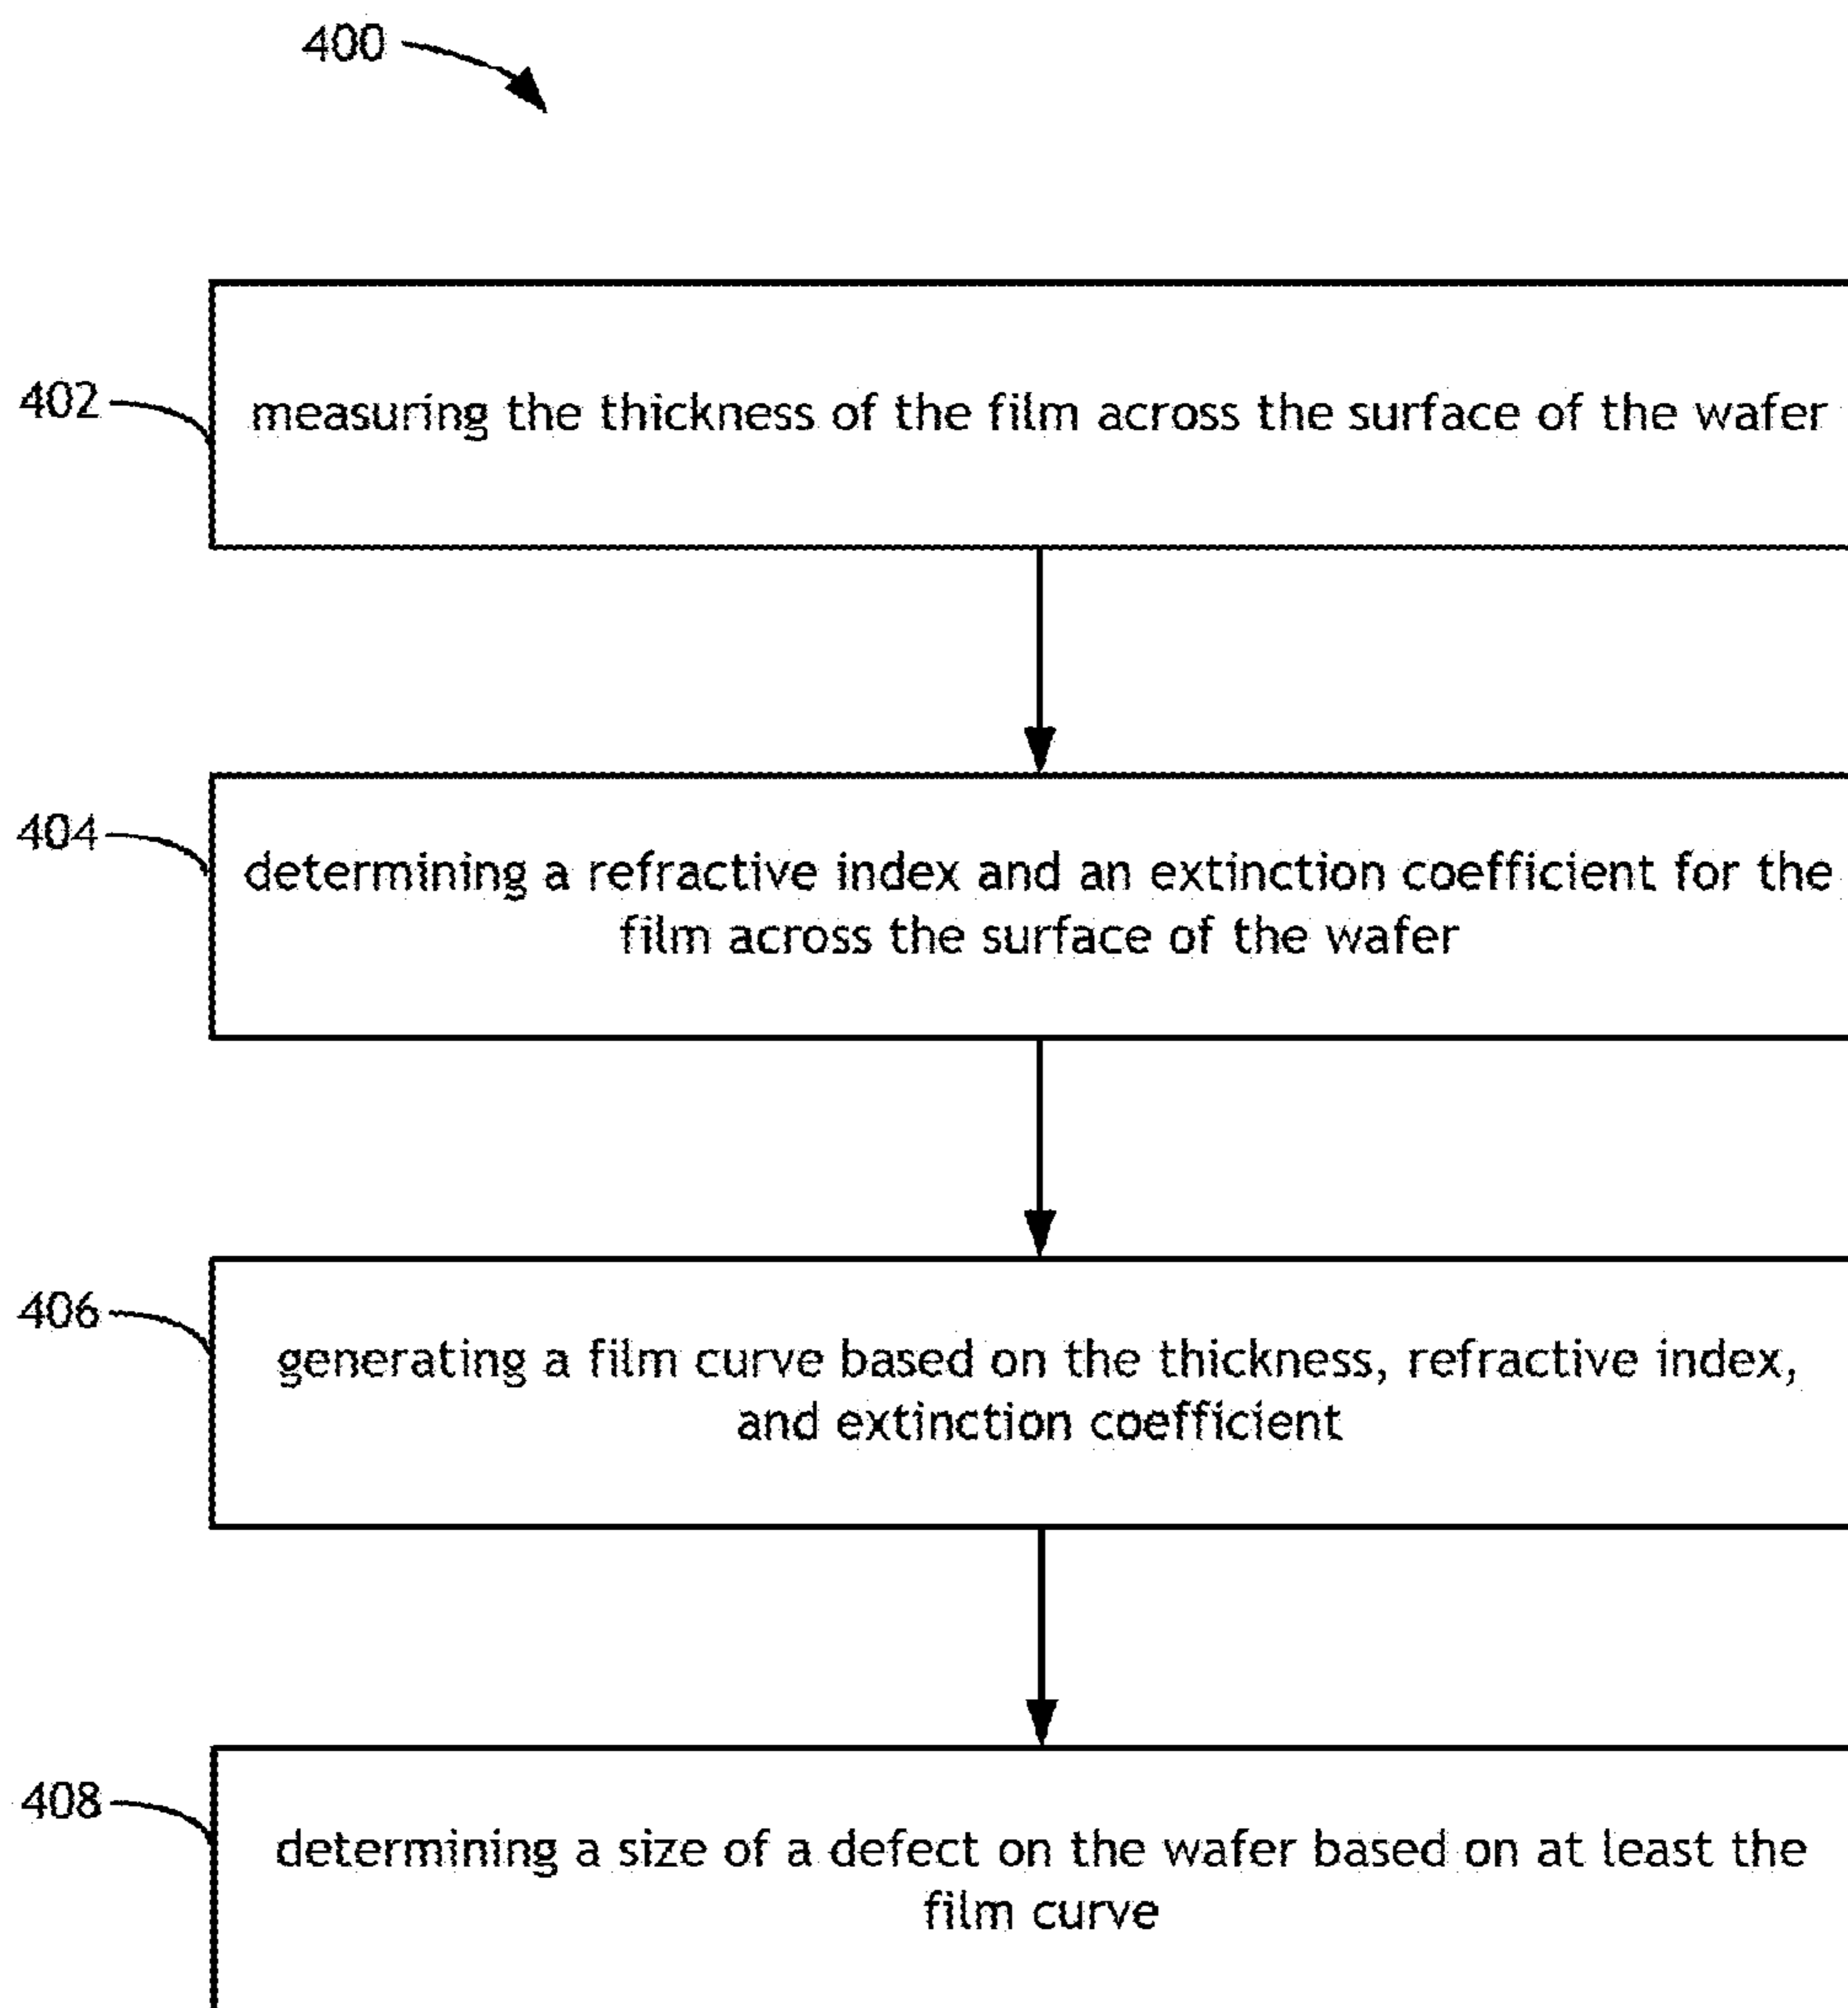 400
402
measuring the thickness of the film across the surface of the wafer
404
determining a refractive index and an extinction coefficient for the
film across the surface of the wafer
406
generating a film curve based on the thickness, refractive index,
and extinction coefficient
408
determining a size of a defect on the wafer based on at least the
film curve